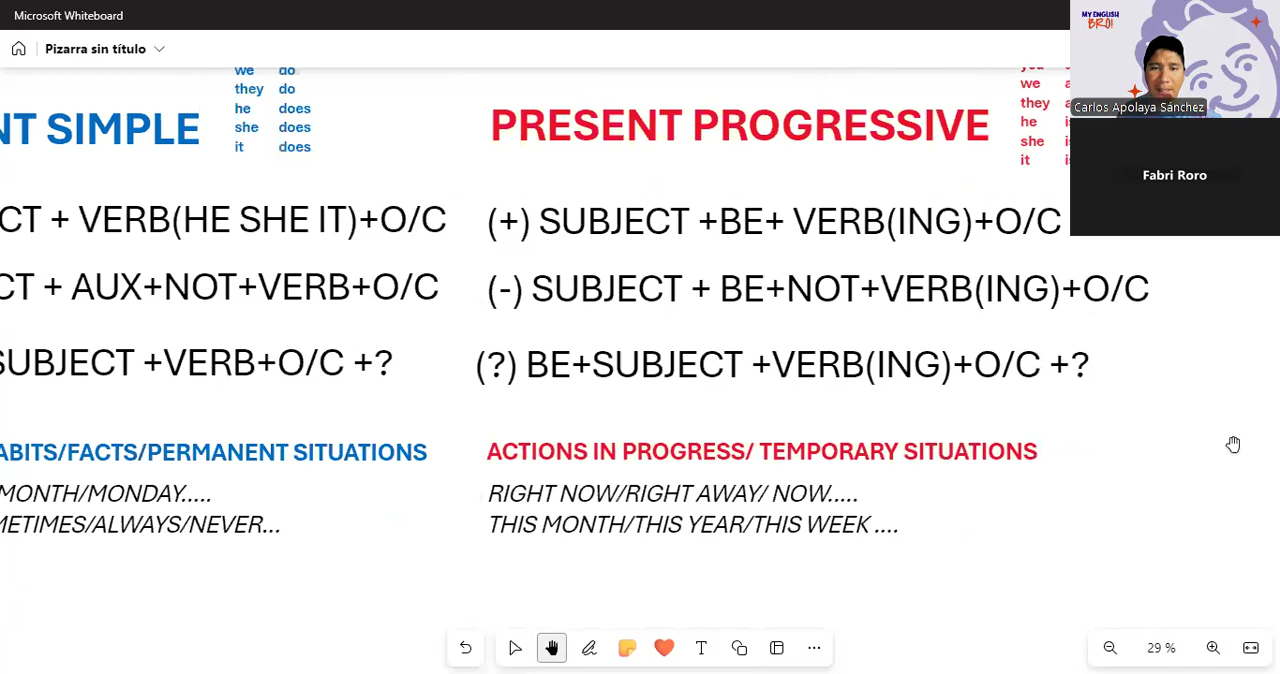 Microsoft Whiteboard
Pizarra sin título
MY ENGLISH
BRO!
Carlos Apolaya Sánchez
Fabri Roro
we do
they do
he does
she does
it does
NT SIMPLE
CT + VERB(HE SHE IT)+O/C
CT + AUX+NOT+VERB+O/C
SUBJECT +VERB+O/C +?
ABITS/FACTS/PERMANENT SITUATIONS
MONTH/MONDAY.....
METIMES/ALWAYS/NEVER...
you
we
they
he
she
it
PRESENT PROGRESSIVE
(+) SUBJECT +BE+ VERB(ING)+O/C
(-) SUBJECT + BE+NOT+VERB(ING)+O/C
(?) BE+SUBJECT +VERB(ING)+O/C +?
ACTIONS IN PROGRESS/ TEMPORARY SITUATIONS
RIGHT NOW/RIGHT AWAY/ NOW.....
THIS MONTH/THIS YEAR/THIS WEEK ....
29 %